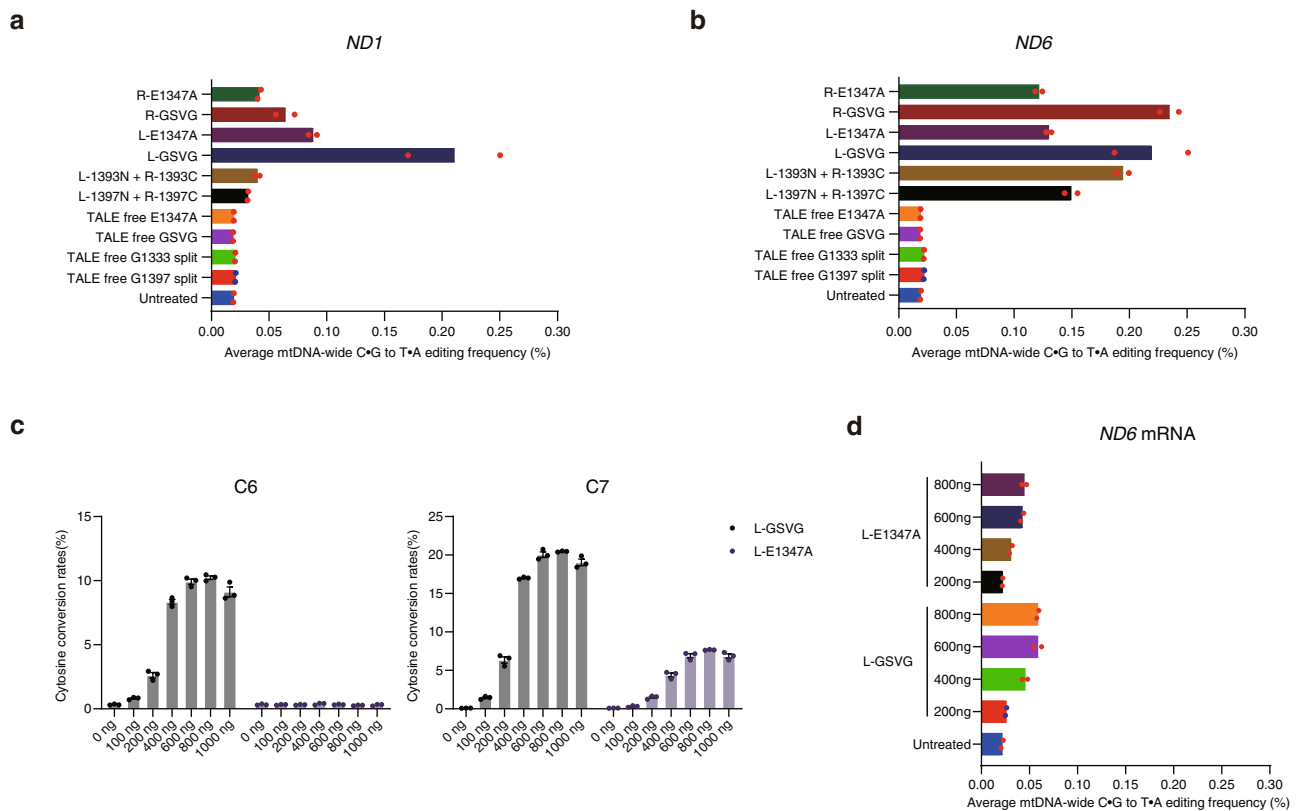 a
ND1
R-E1347A
R-GSVG
L-E1347A
L-GSVG
L-1393N + R-1393C
L-1397N + R-1397C
TALE free E1347A
TALE free GSVG
TALE free G1333 split
TALE free G1397 split
Untreated
0.00 0.05 0.10 0.15 0.20 0.25 0.30
Average mtDNA-wide C•G to T•A editing frequency (%)
b
ND6
R-E1347A
R-GSVG
L-E1347A
L-GSVG
L-1393N + R-1393C
L-1397N + R-1397C
TALE free E1347A
TALE free GSVG
TALE free G1333 split
TALE free G1397 split
Untreated
0.00 0.05 0.10 0.15 0.20 0.25 0.30
Average mtDNA-wide C•G to T•A editing frequency (%)
c
C6
Cytosine conversion rates(%)
15
10
5
0
0 ng 100 ng 200 ng 400 ng 600 ng 800 ng 1000 ng 0 ng 100 ng 200 ng 400 ng 600 ng 800 ng 1000 ng
C7
Cytosine conversion rates(%)
25
20
15
10
5
0
0 ng 100 ng 200 ng 400 ng 600 ng 800 ng 1000 ng 0 ng 100 ng 200 ng 400 ng 600 ng 800 ng 1000 ng
L-GSVG
L-E1347A
d
ND6 mRNA
L-E1347A
800ng
600ng
400ng
200ng
L-GSVG
800ng
600ng
400ng
200ng
Untreated
0.00 0.05 0.10 0.15 0.20 0.25 0.30
Average mtDNA-wide C•G to T•A editing frequency (%)